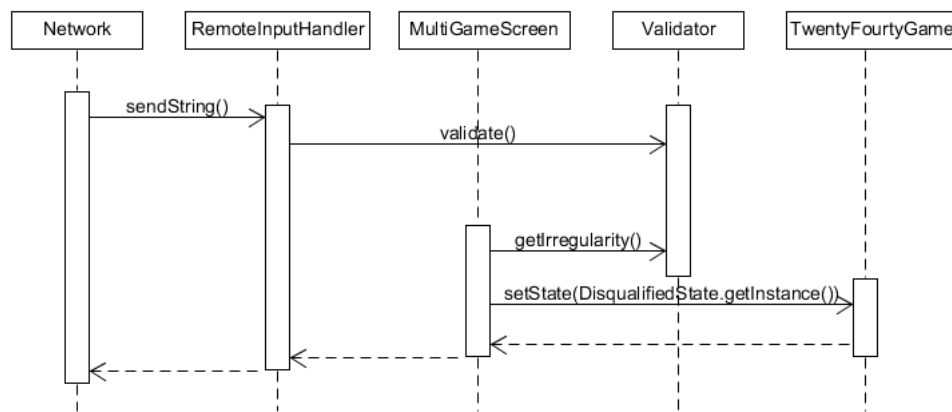 Network
RemoteInputHandler
MultiGameScreen
Validator
TwentyFourtyGame
sendString()
validate()
getIrregularity()
setState(DisqualifiedState.getInstance())